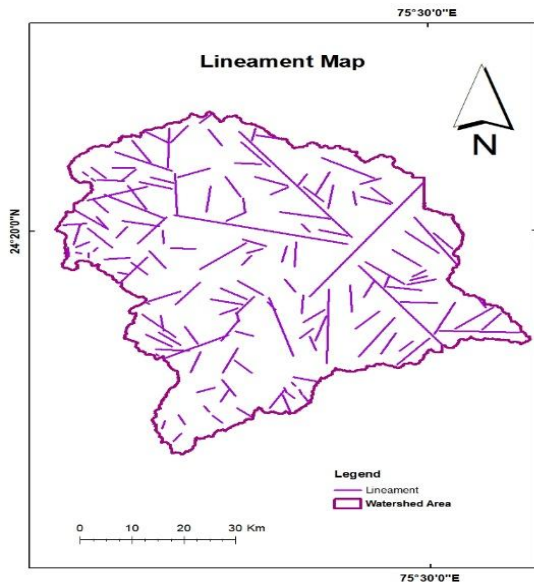 75°30'0"E
Lineament Map
N
24°20'0"N
Legend
Lineament
Watershed Area
0 5 10 20 30 Km
75°30'0"E